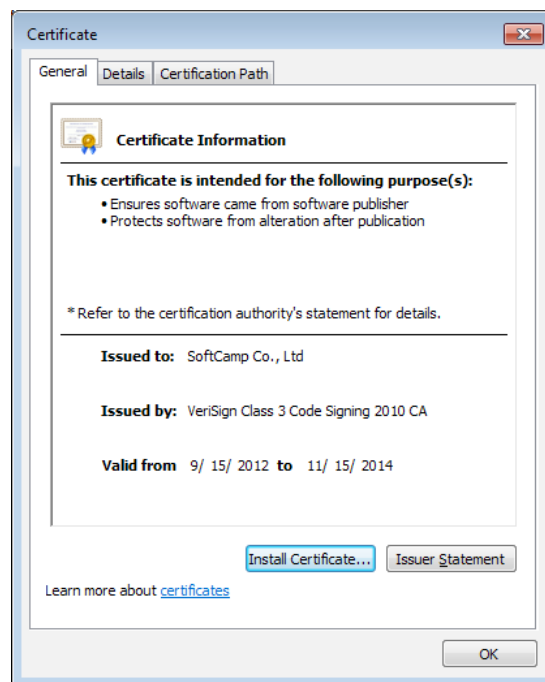 Certificate
General
Details
Certification Path
Certificate Information
This certificate is intended for the following purpose(s):
• Ensures software came from software publisher
• Protects software from alteration after publication
* Refer to the certification authority's statement for details.
Issued to: SoftCamp Co., Ltd
Issued by: VeriSign Class 3 Code Signing 2010 CA
Valid from 9/ 15/ 2012 to 11/ 15/ 2014
Install Certificate...
Issuer Statement
Learn more about certificates
OK